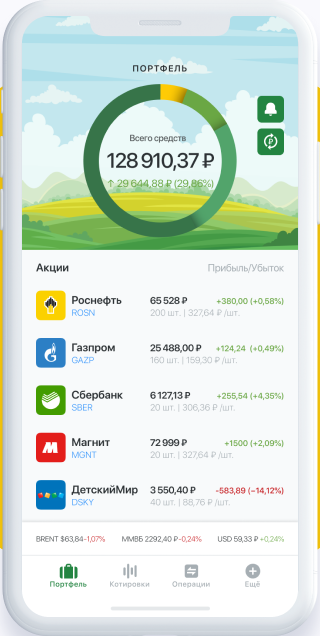 ПОРТФЕЛЬ
Всего средств
128 910,37 ₽
↑ 29 644,88 ₽ (29,86%)
Акции Прибыль/Убыток
Роснефть 65 528 ₽ +380,00 (+0,58%)
ROSN 200 шт. | 327,64 ₽ /шт.
Газпром 25 488,00 ₽ +124,24 (+0,49%)
GAZP 160 шт. | 159,30 ₽ /шт.
Сбербанк 6 127,13 ₽ +255,54 (+4,35%)
SBER 20 шт. | 306,36 ₽ /шт.
Магнит 72 999 ₽ +1500 (+2,09%)
MGNT 20 шт. | 327,64 ₽ /шт.
ДетскийМир 3 550,40 ₽ -583,89 (−14,12%)
DSKY 40 шт. | 88,76 ₽ /шт.
BRENT $63,84 -1,07% ММВБ 2292,40 ₽ -0,24% USD 59,33 ₽ +0,24%
Портфель Котировки Операции Ещё